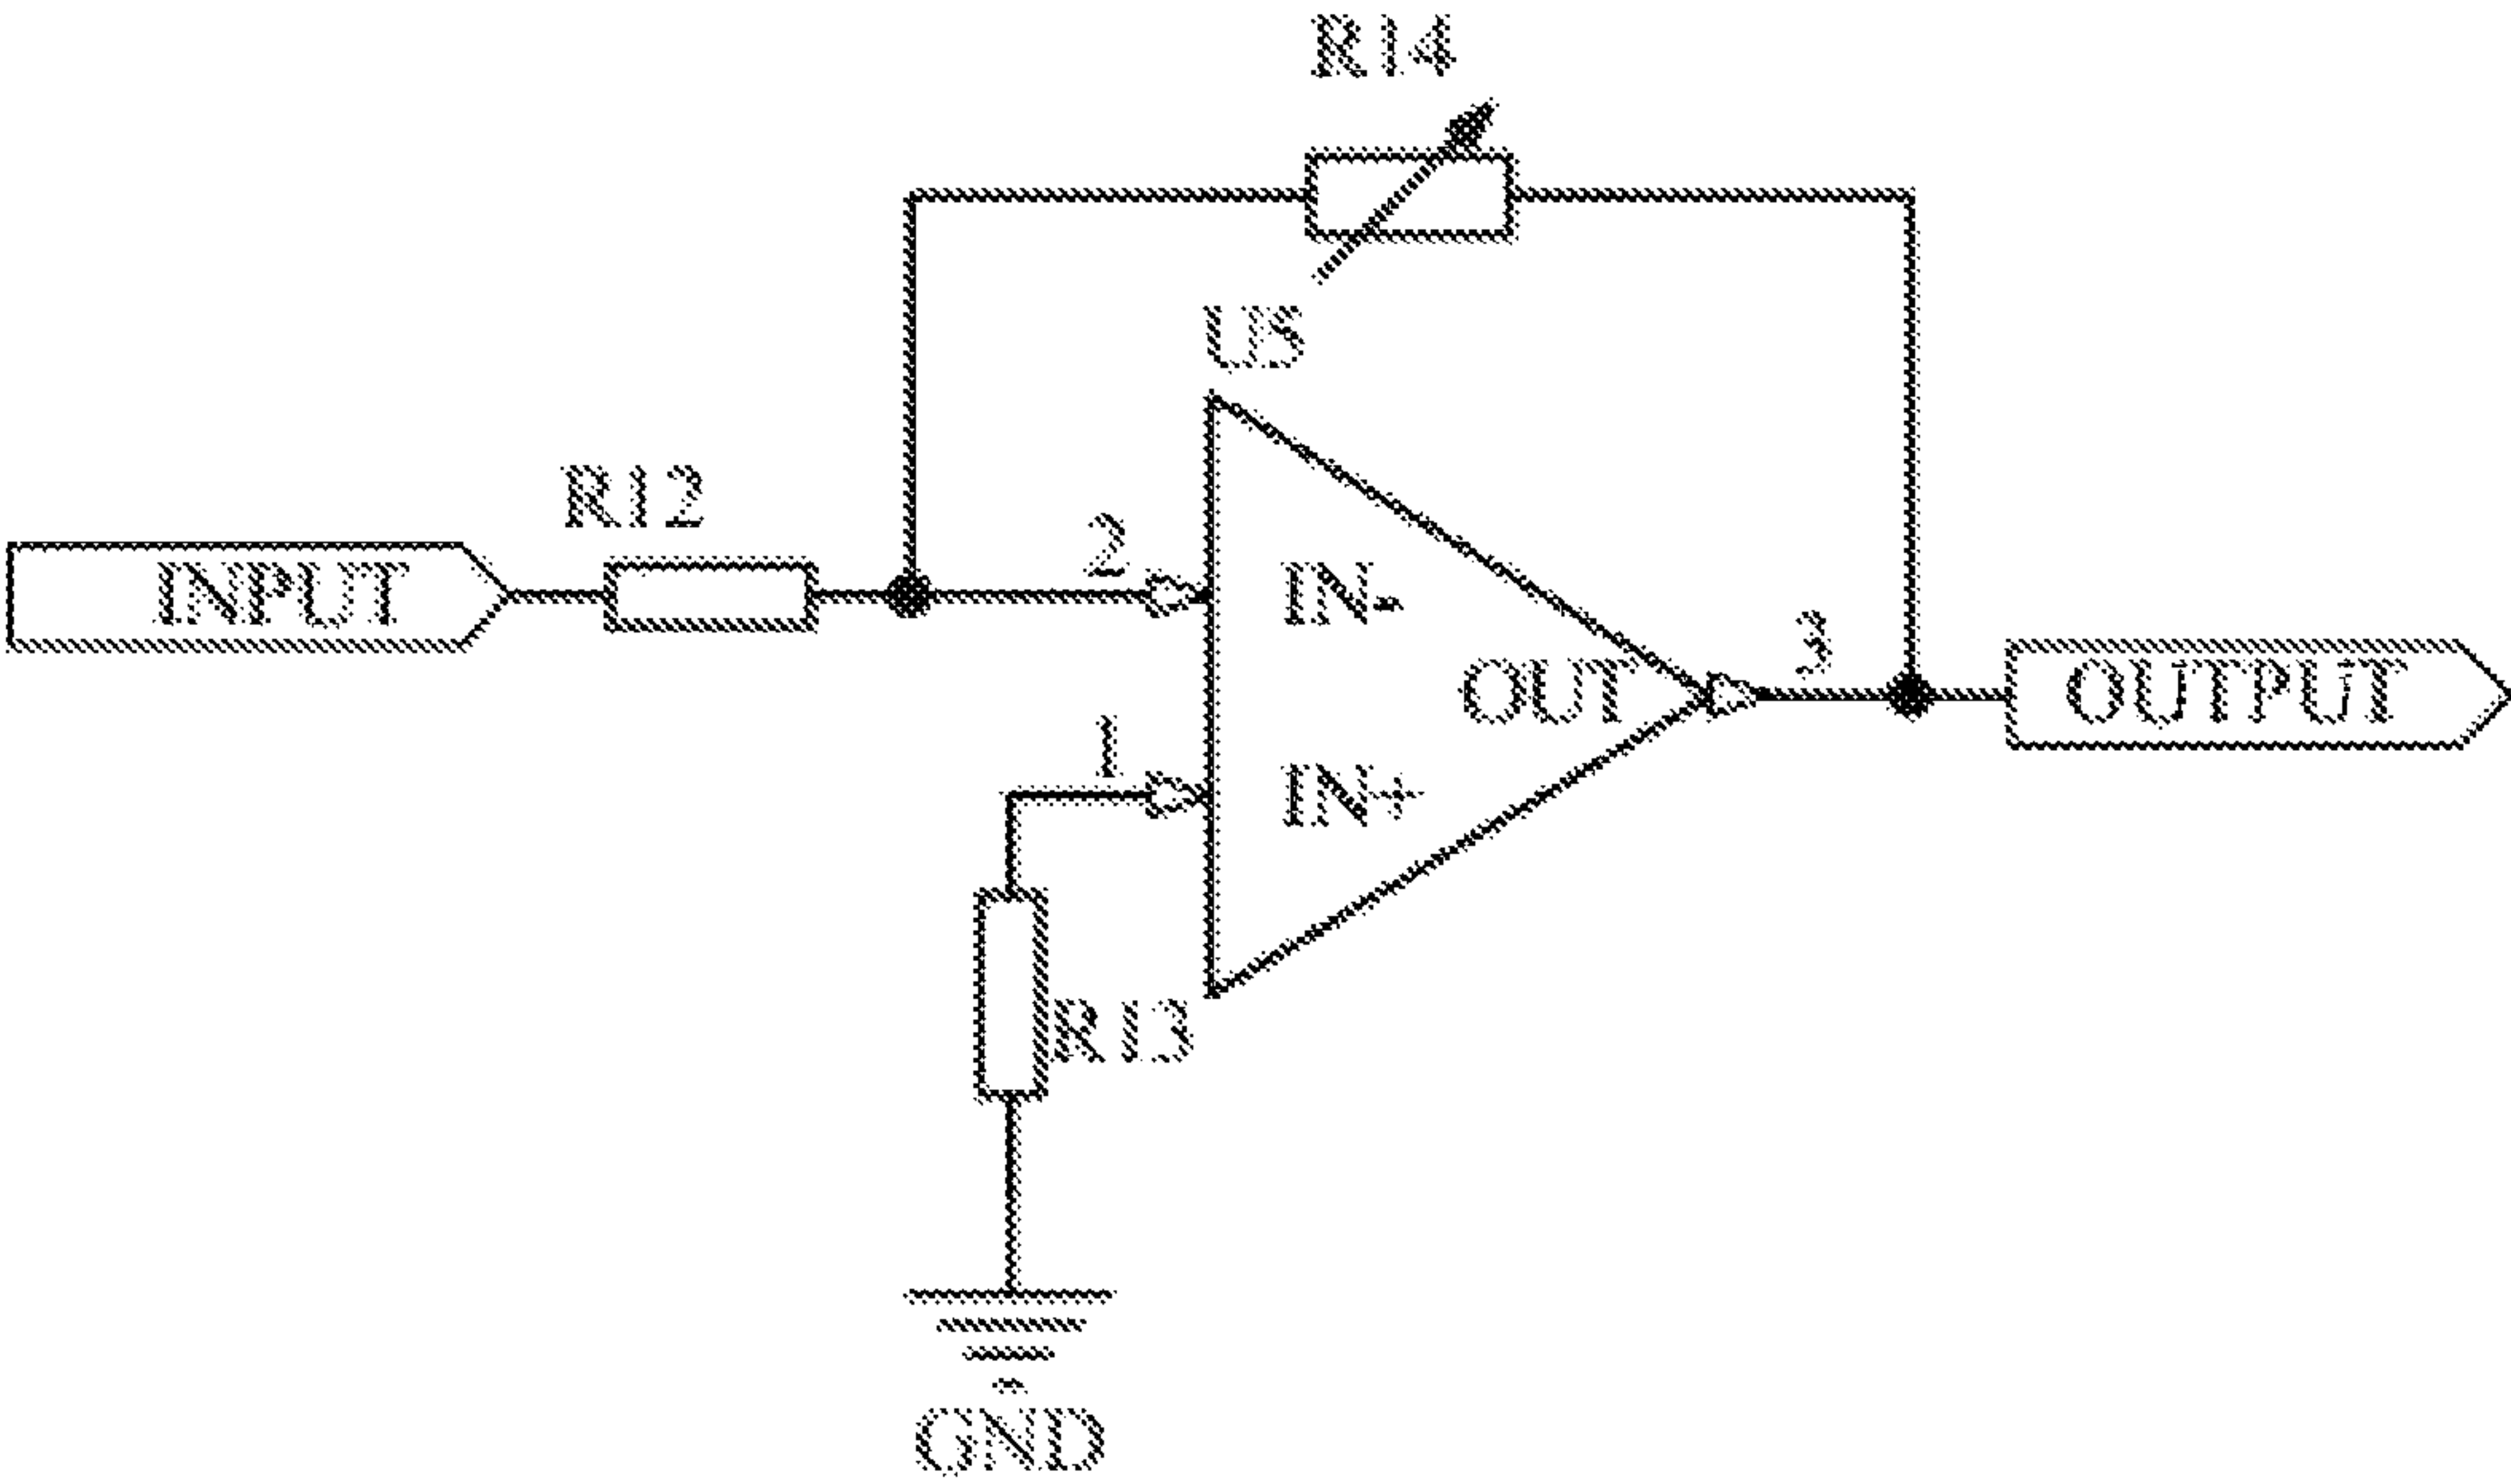 R14
U5
R12
INPUT
2
IN-
3
OUT
OUTPUT
1
IN+
R13
GND